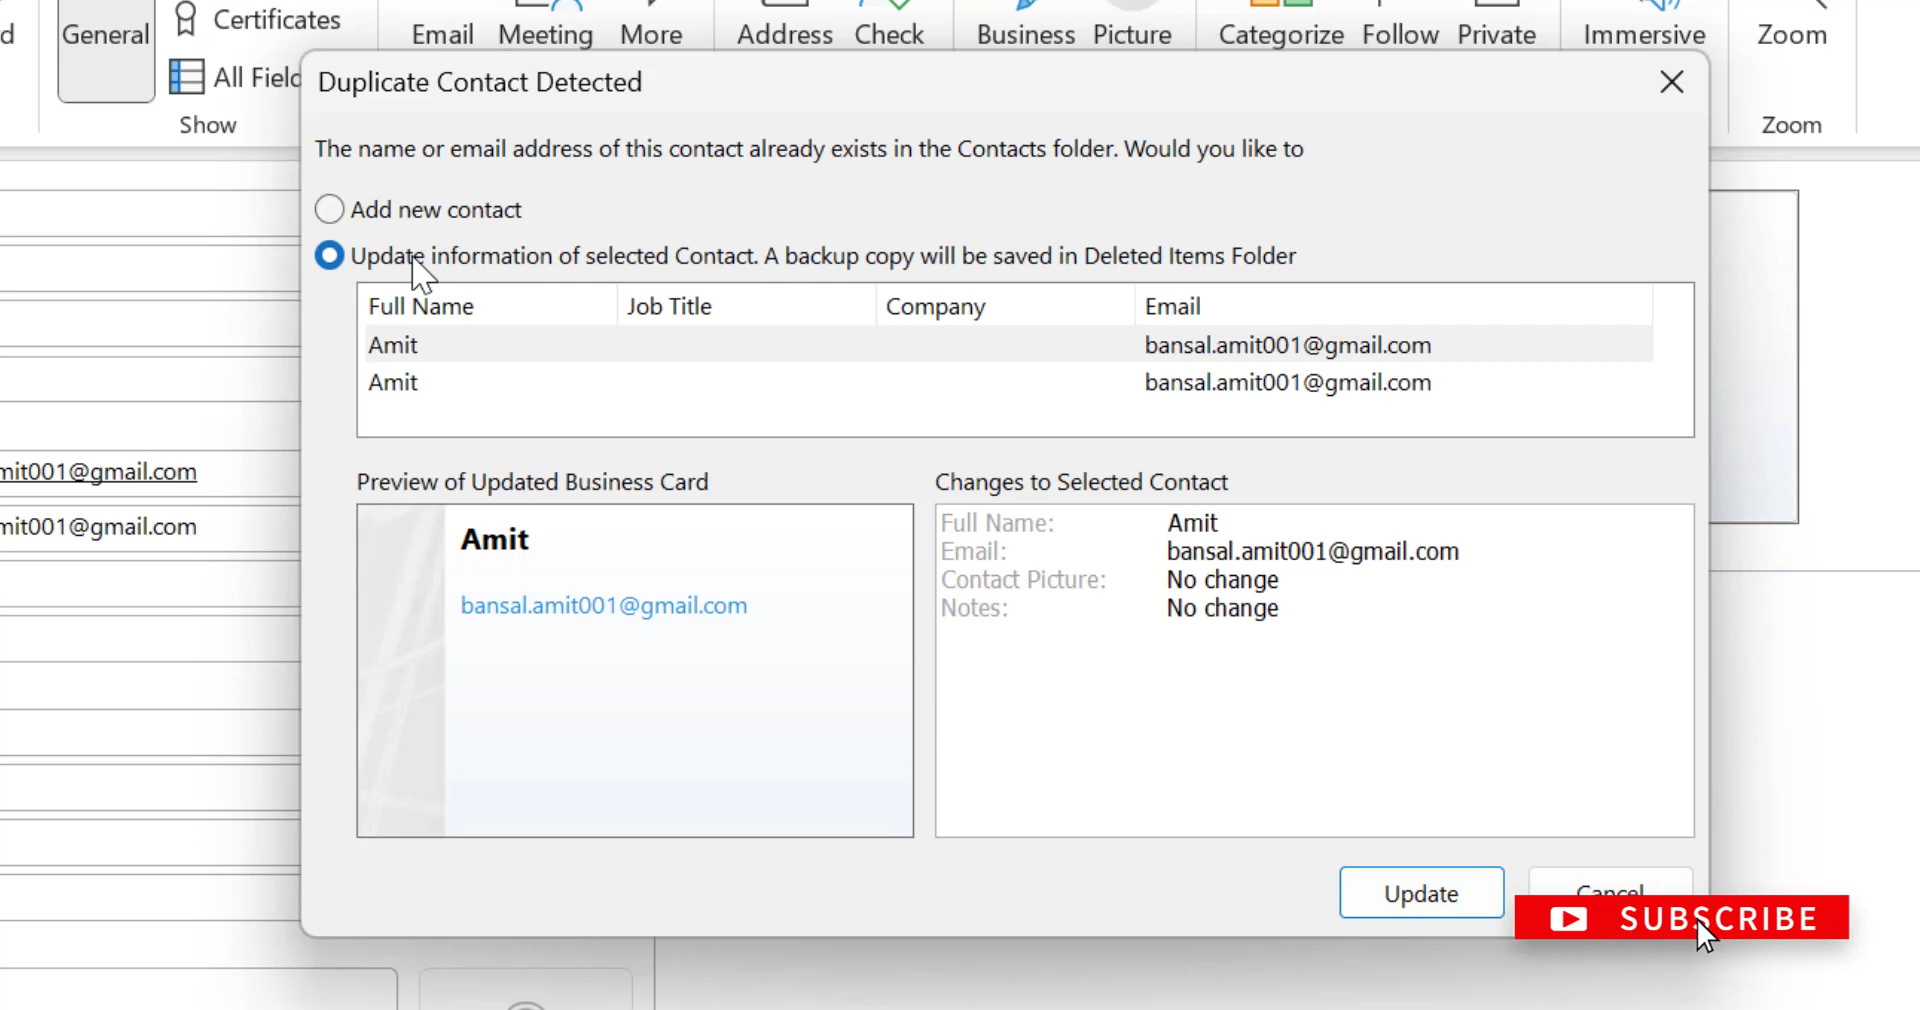 d
General
Certificates
All Field
Show
Email
Meeting
More
Address
Check
Business
Picture
Categorize
Follow
Private
Immersive
Zoom
Zoom
Duplicate Contact Detected
The name or email address of this contact already exists in the Contacts folder. Would you like to
Add new contact
Update information of selected Contact. A backup copy will be saved in Deleted Items Folder
Full Name Job Title Company Email
Amit bansal.amit001@gmail.com
Amit bansal.amit001@gmail.com
mit001@gmail.com
mit001@gmail.com
Preview of Updated Business Card
Amit
bansal.amit001@gmail.com
Changes to Selected Contact
Full Name: Amit
Email: bansal.amit001@gmail.com
Contact Picture: No change
Notes: No change
Update
Cancel
SUBSCRIBE